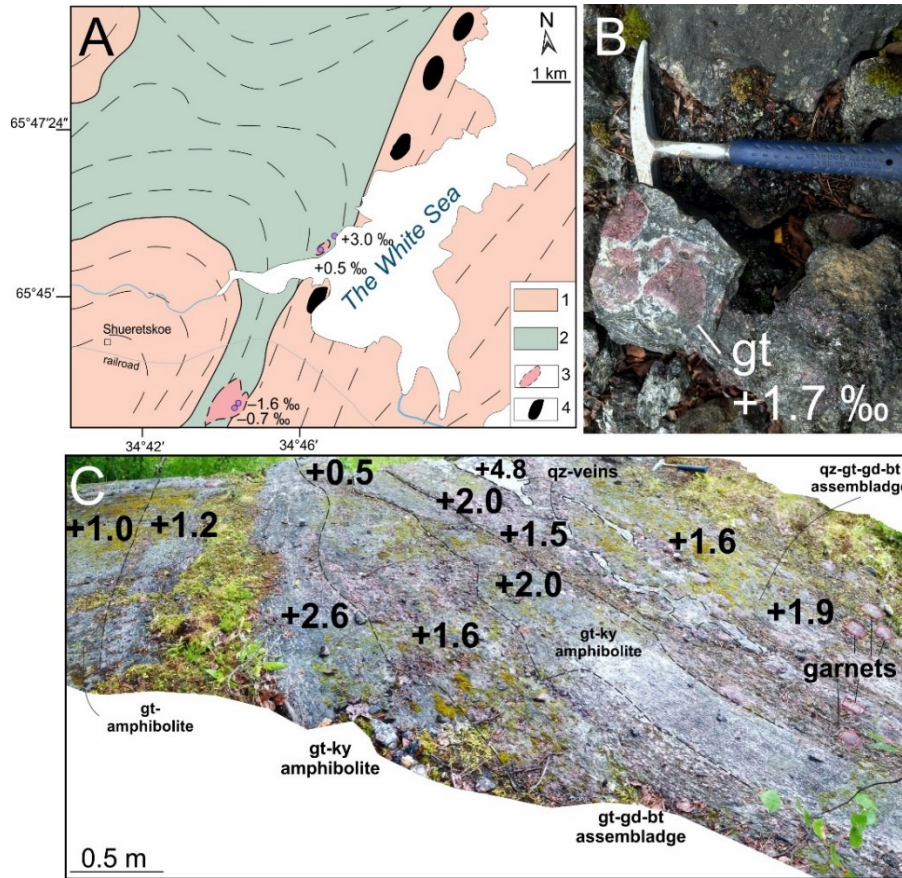 A
N
1 km
65°47'24"
+3.0 ‰
+0.5 ‰
The White Sea
65°45'
Shueretskoe
railroad
1
2
3
4
−1.6 ‰
−0.7 ‰
34°42
34°46
B
gt
+1.7 ‰
C
+0.5
+4.8
qz-veins
qz-gt-gd-bt
assembladge
+1.0
+1.2
+2.0
+1.5
+1.6
+2.0
+2.6
+1.6
+1.9
gt-ky
amphibolite
garnets
gt-
amphibolite
gt-ky
amphibolite
gt-gd-bt
assembladge
0.5 m